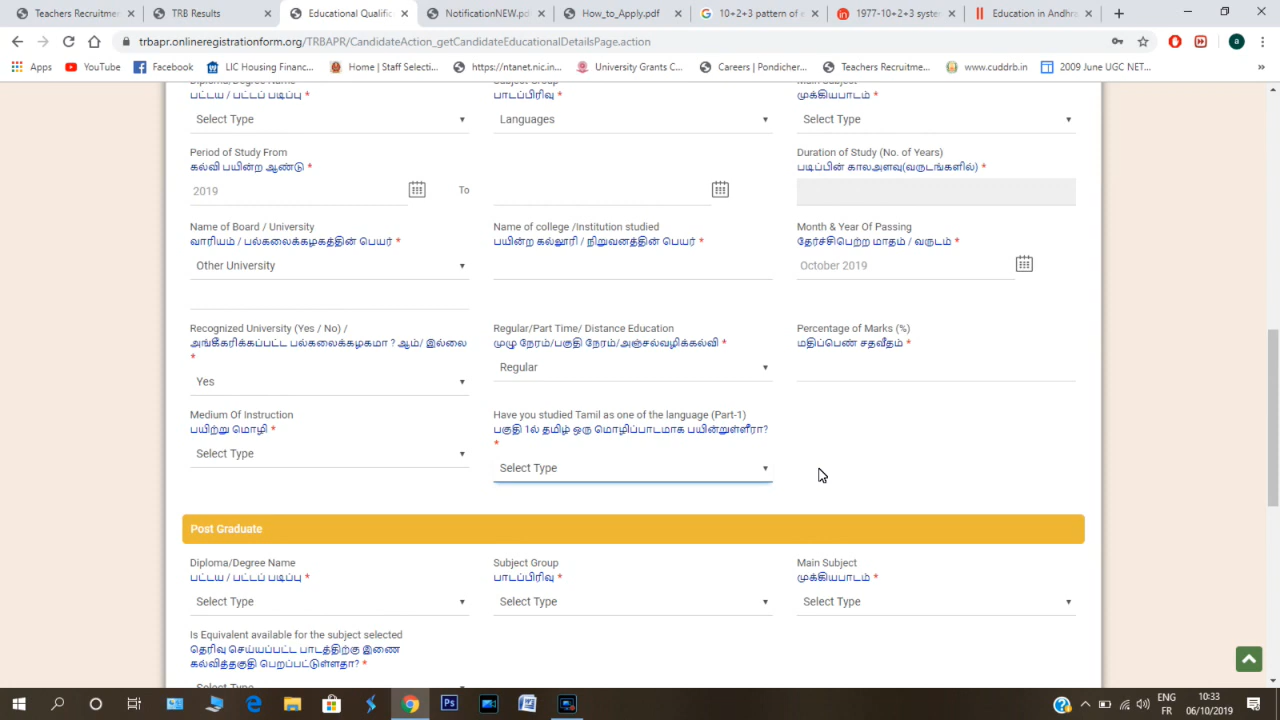 Teachers Recruitmen
TRB Results
Educational Qualific
NotificationNEW.pdf
How_to_Apply.pdf
10+2+3 pattern of e
1977-10+2+3 syste
Education in Andhra
trbapr.onlineregistrationform.org/TRBAPR/CandidateAction_getCandidateEducationalDetailsPage.action
Apps
YouTube
Facebook
LIC Housing Financ...
Home | Staff Selecti...
https://ntanet.nic.in...
University Grants C...
Careers | Pondicher...
Teachers Recruitme...
www.cuddrb.in
2009 June UGC NET...
»
Diploma/Degree Name
Subject Group
Main Subject
பட்டய / பட்டப் படிப்பு *
பாடப்பிரிவு *
முக்கியபாடம் *
Select Type
Languages
Select Type
Period of Study From
Duration of Study (No. of Years)
கல்வி பயின்ற ஆண்டு *
படிப்பின் காலஅளவு(வருடங்களில்) *
2019
To
Name of Board / University
Name of college /Institution studied
Month & Year Of Passing
வாரியம் / பல்கலைக்கழகத்தின் பெயர் *
பயின்ற கல்லூரி / நிறுவனத்தின் பெயர் *
தேர்ச்சிபெற்ற மாதம் / வருடம் *
Other University
October 2019
Recognized University (Yes / No) /
Regular/Part Time/ Distance Education
Percentage of Marks (%)
அங்கீகரிக்கப்பட்ட பல்கலைக்கழகமா ? ஆம்/ இல்லை
*
முழு நேரம்/பகுதி நேரம்/அஞ்சல்வழிக்கல்வி *
மதிப்பெண் சதவீதம் *
Yes
Regular
Medium Of Instruction
Have you studied Tamil as one of the language (Part-1)
பயிற்று மொழி *
பகுதி 1ல் தமிழ் ஒரு மொழிப்பாடமாக பயின்றுள்ளீரா?
*
Select Type
Select Type
Post Graduate
Diploma/Degree Name
Subject Group
Main Subject
பட்டய / பட்டப் படிப்பு *
பாடப்பிரிவு *
முக்கியபாடம் *
Select Type
Select Type
Select Type
Is Equivalent available for the subject selected
தெரிவு செய்யப்பட்ட பாடத்திற்கு இணை
கல்வித்தகுதி பெறப்பட்டுள்ளதா? *
Select Type
ENG
FR
10:33
06/10/2019